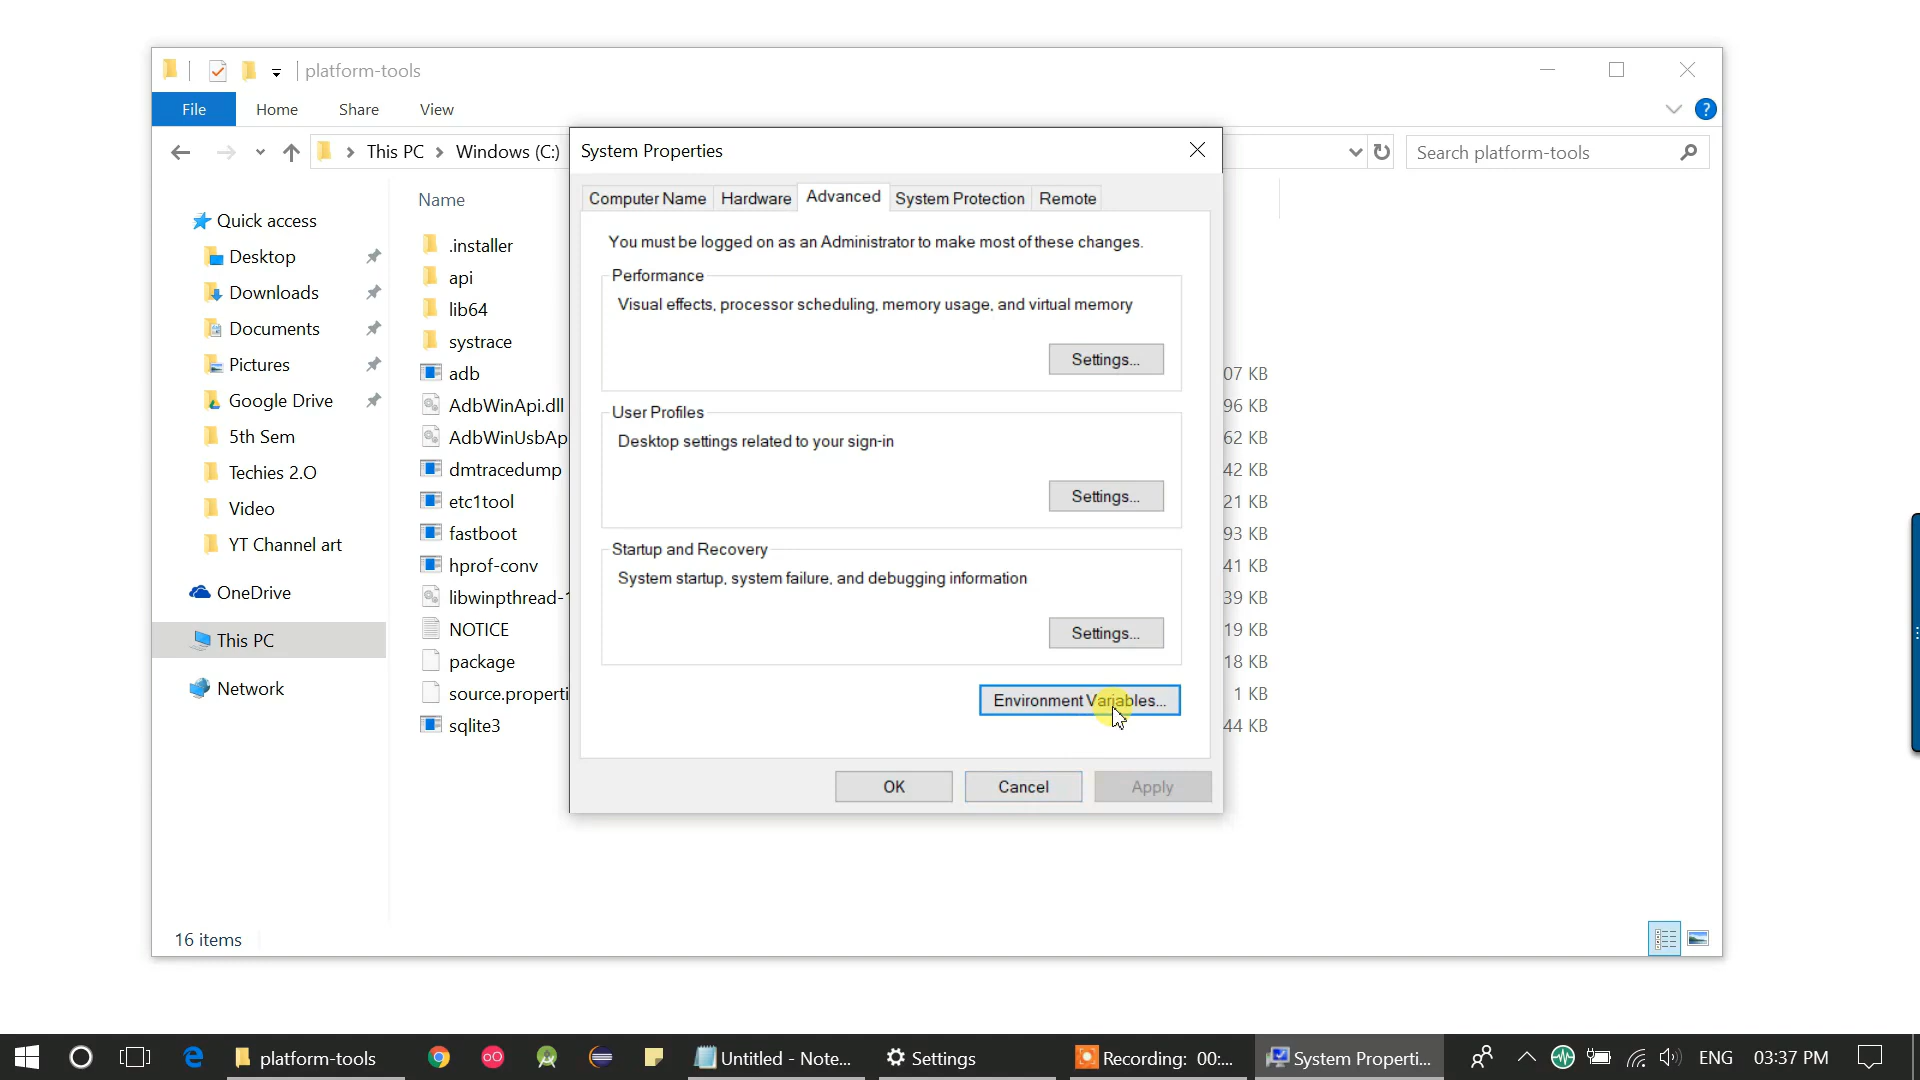 platform-tools
File Home Share View
This PC > Windows (C:)
Search platform-tools
System Properties
Computer Name Hardware Advanced System Protection Remote
Name
You must be logged on as an Administrator to make most of these changes.
Quick access
Desktop
Downloads
Documents
Pictures
Google Drive
5th Sem
Techies 2.O
Video
YT Channel art
OneDrive
This PC
Network
.installer
api
lib64
systrace
adb
AdbWinApi.dll
AdbWinUsbAp
dmtracedump
etc1tool
fastboot
hprof-conv
libwinpthread-1
NOTICE
package
source.properti
sqlite3
Performance
Visual effects, processor scheduling, memory usage, and virtual memory
Settings...
User Profiles
Desktop settings related to your sign-in
Settings...
Startup and Recovery
System startup, system failure, and debugging information
Settings...
Environment Variables...
OK Cancel Apply
07 KB
96 KB
62 KB
42 KB
21 KB
93 KB
41 KB
39 KB
19 KB
18 KB
1 KB
44 KB
16 items
platform-tools Untitled - Note... Settings Recording: 00:... System Properti... ENG 03:37 PM